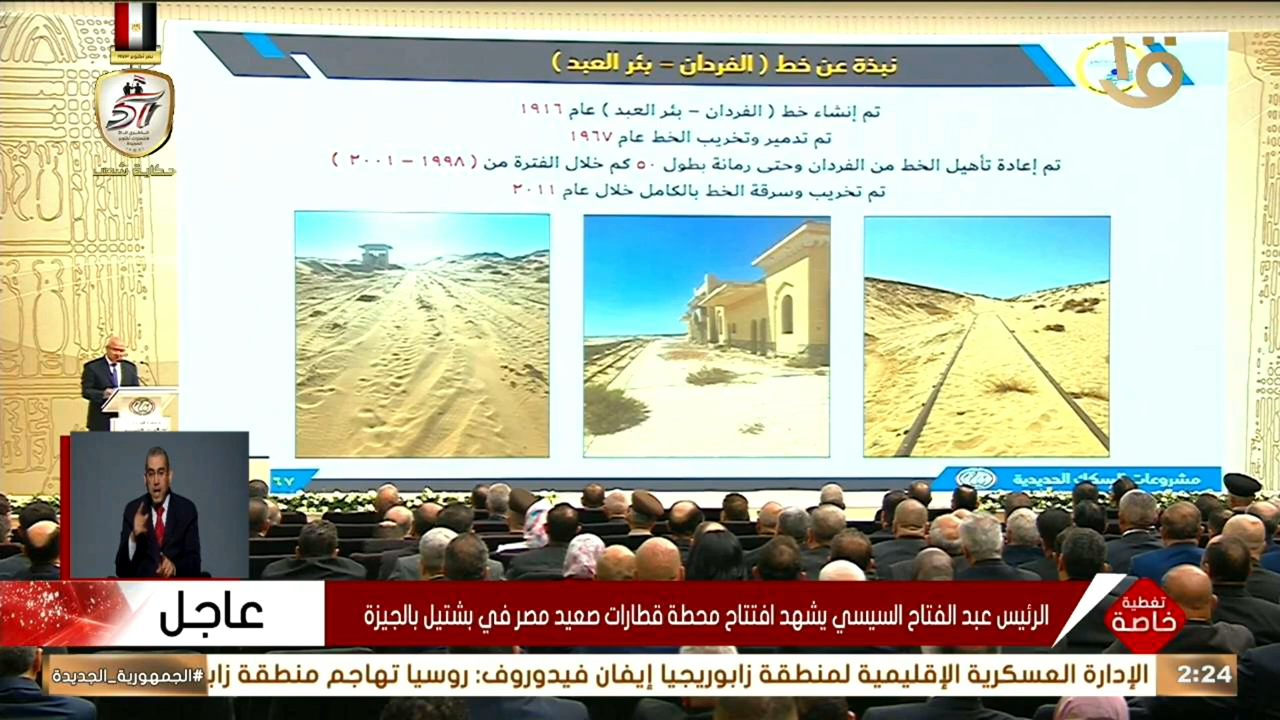 نبذة عن خط ( الفردان – بئر العبد )
تم إنشاء خط ( الفردان – بئر العبد ) عام ١٩١٦
تم تدمير وتخريب الخط عام ١٩٦٧
تم إعادة تأهيل الخط من الفردان وحتى رمانة بطول ٥٠ كم خلال الفترة من ( ١٩٩٨ – ٢٠٠١ )
تم تخريب وسرقة الخط بالكامل خلال عام ٢٠١١
مشروعات السكك الحديدية
٦٧
حكاية شعب
تغطية
خاصة
الرئيس عبد الفتاح السيسي يشهد افتتاح محطة قطارات صعيد مصر في بشتيل بالجيزة
عاجل
2:24
الإدارة العسكرية الإقليمية لمنطقة زابوريجيا إيفان فيدوروف: روسيا تهاجم منطقة زاب
#الجمهورية_الجديدة